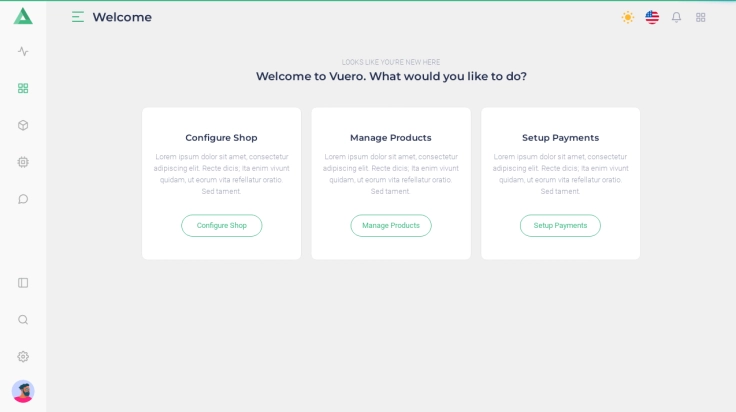 Welcome
LOOKS LIKE YOU'RE NEW HERE
Welcome to Vuero. What would you like to do?
Configure Shop
Lorem ipsum dolor sit amet, consectetur
adipiscing elit. Recte dicis; Ita enim vivunt
quidam, ut eorum vita refellatur oratio.
Sed tament.
Configure Shop
Manage Products
Lorem ipsum dolor sit amet, consectetur
adipiscing elit. Recte dicis; Ita enim vivunt
quidam, ut eorum vita refellatur oratio.
Sed tament.
Manage Products
Setup Payments
Lorem ipsum dolor sit amet, consectetur
adipiscing elit. Recte dicis; Ita enim vivunt
quidam, ut eorum vita refellatur oratio.
Sed tament.
Setup Payments